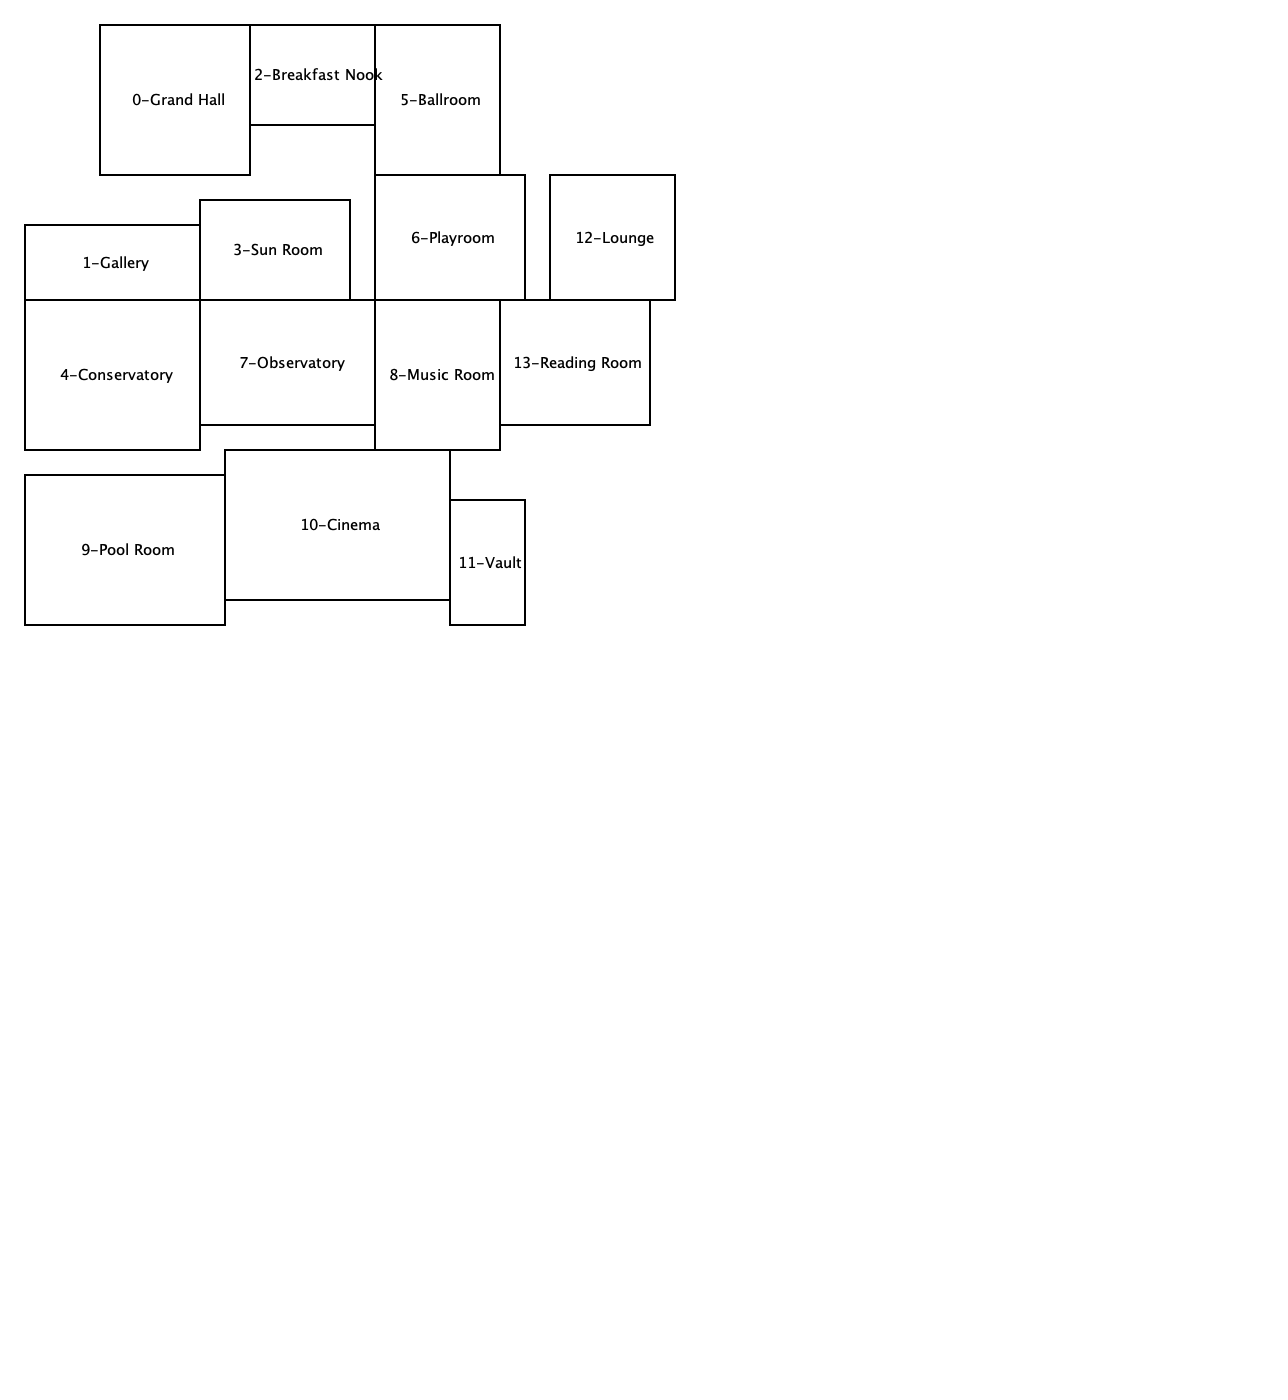 2-Breakfast Nook
0-Grand Hall
5-Ballroom
6-Playroom
12-Lounge
3-Sun Room
1-Gallery
7-Observatory
13-Reading Room
4-Conservatory
8-Music Room
10-Cinema
9-Pool Room
11-Vault